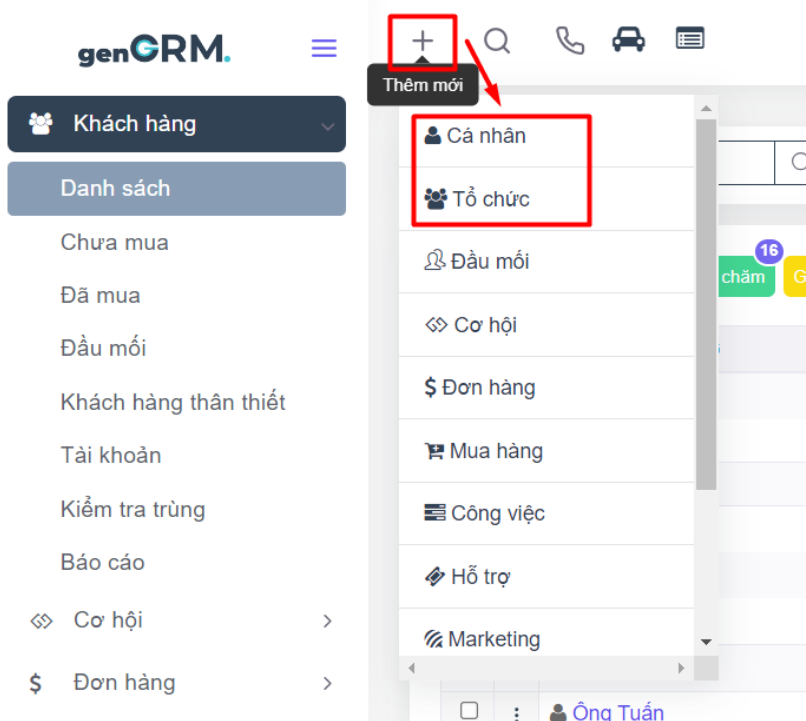 genCRM.
Thêm mới
Khách hàng
Danh sách
Chưa mua
Đã mua
Đầu mối
Khách hàng thân thiết
Tài khoản
Kiểm tra trùng
Báo cáo
Cơ hội
$ Đơn hàng
Cá nhân
Tổ chức
Đầu mối
Cơ hội
$ Đơn hàng
Mua hàng
Công việc
Hỗ trợ
Marketing
16
chăm
G
Ông Tuấn